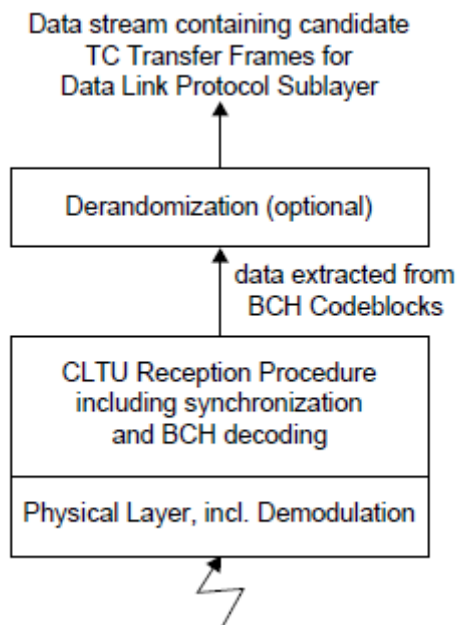 Data stream containing candidate
TC Transfer Frames for
Data Link Protocol Sublayer
Derandomization (optional)
data extracted from
BCH Codeblocks
CLTU Reception Procedure
including synchronization
and BCH decoding
Physical Layer, incl. Demodulation